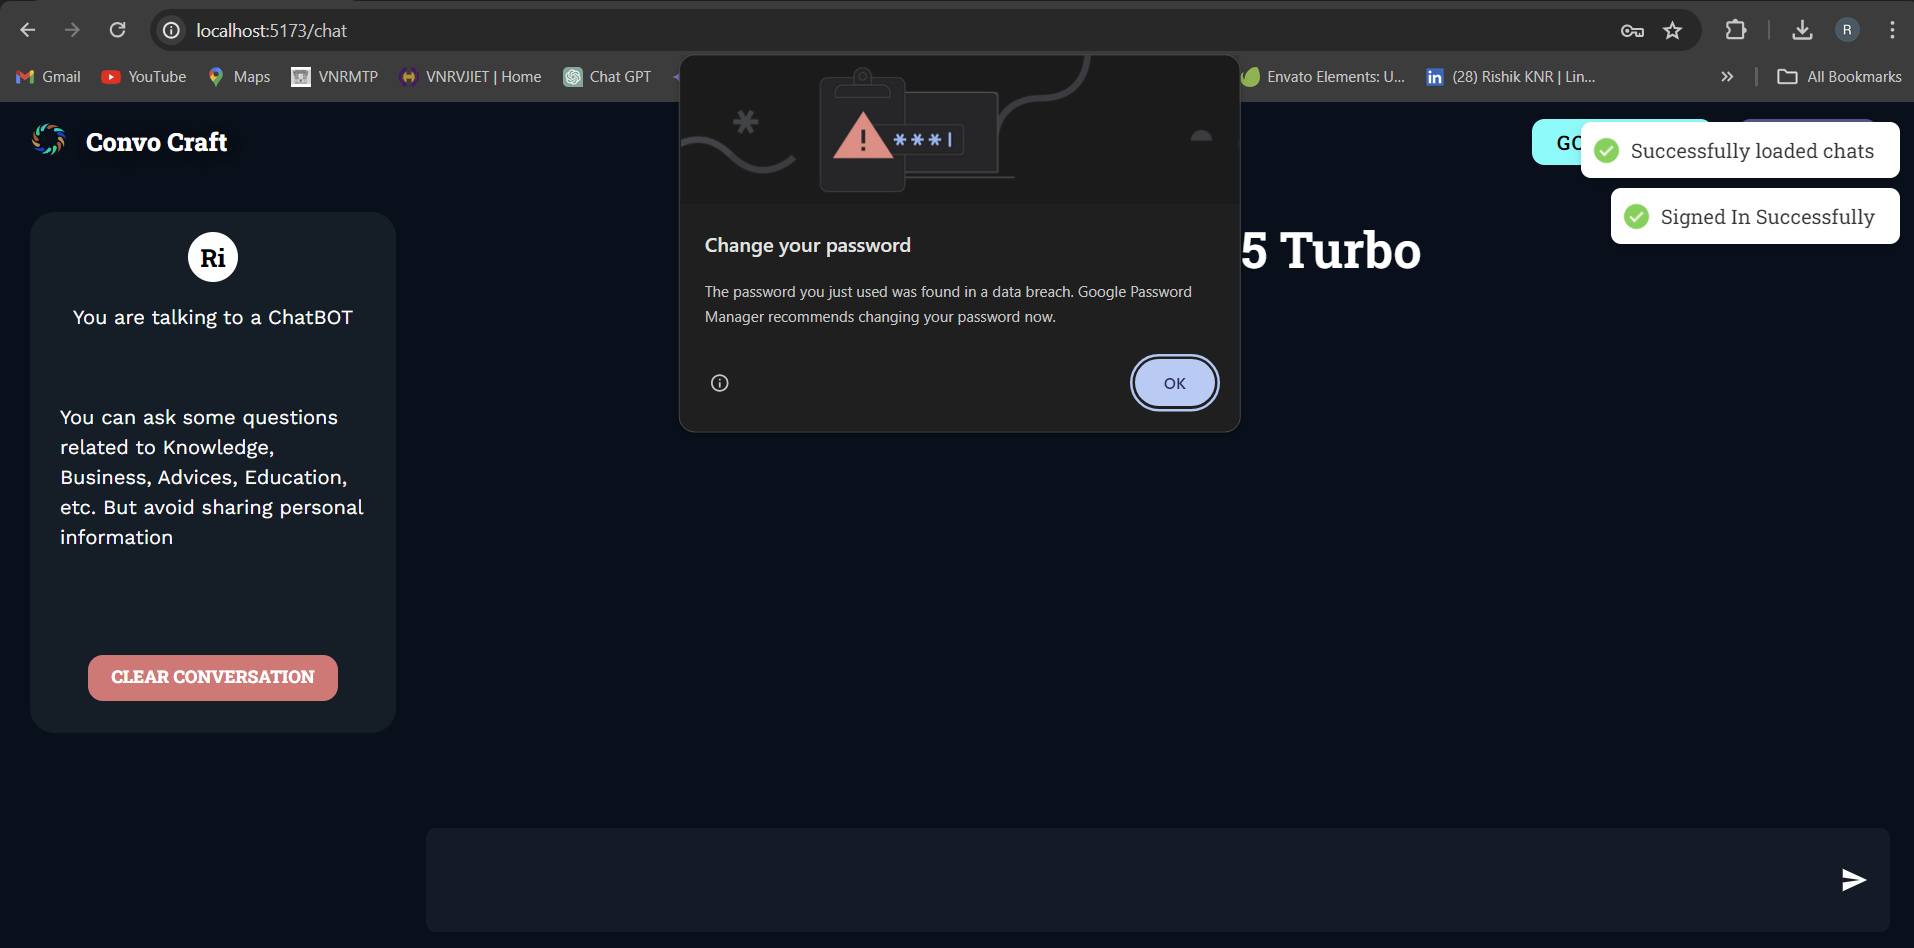 localhost:5173/chat
R
Gmail
YouTube
Maps
VNRMTP
VNRVJIET | Home
Chat GPT
Envato Elements: U...
(28) Rishik KNR | Lin...
All Bookmarks
Convo Craft
GO
Successfully loaded chats
Signed In Successfully
5 Turbo
***|
Change your password
The password you just used was found in a data breach. Google Password
Manager recommends changing your password now.
OK
Ri
You are talking to a ChatBOT
You can ask some questions
related to Knowledge,
Business, Advices, Education,
etc. But avoid sharing personal
information
CLEAR CONVERSATION